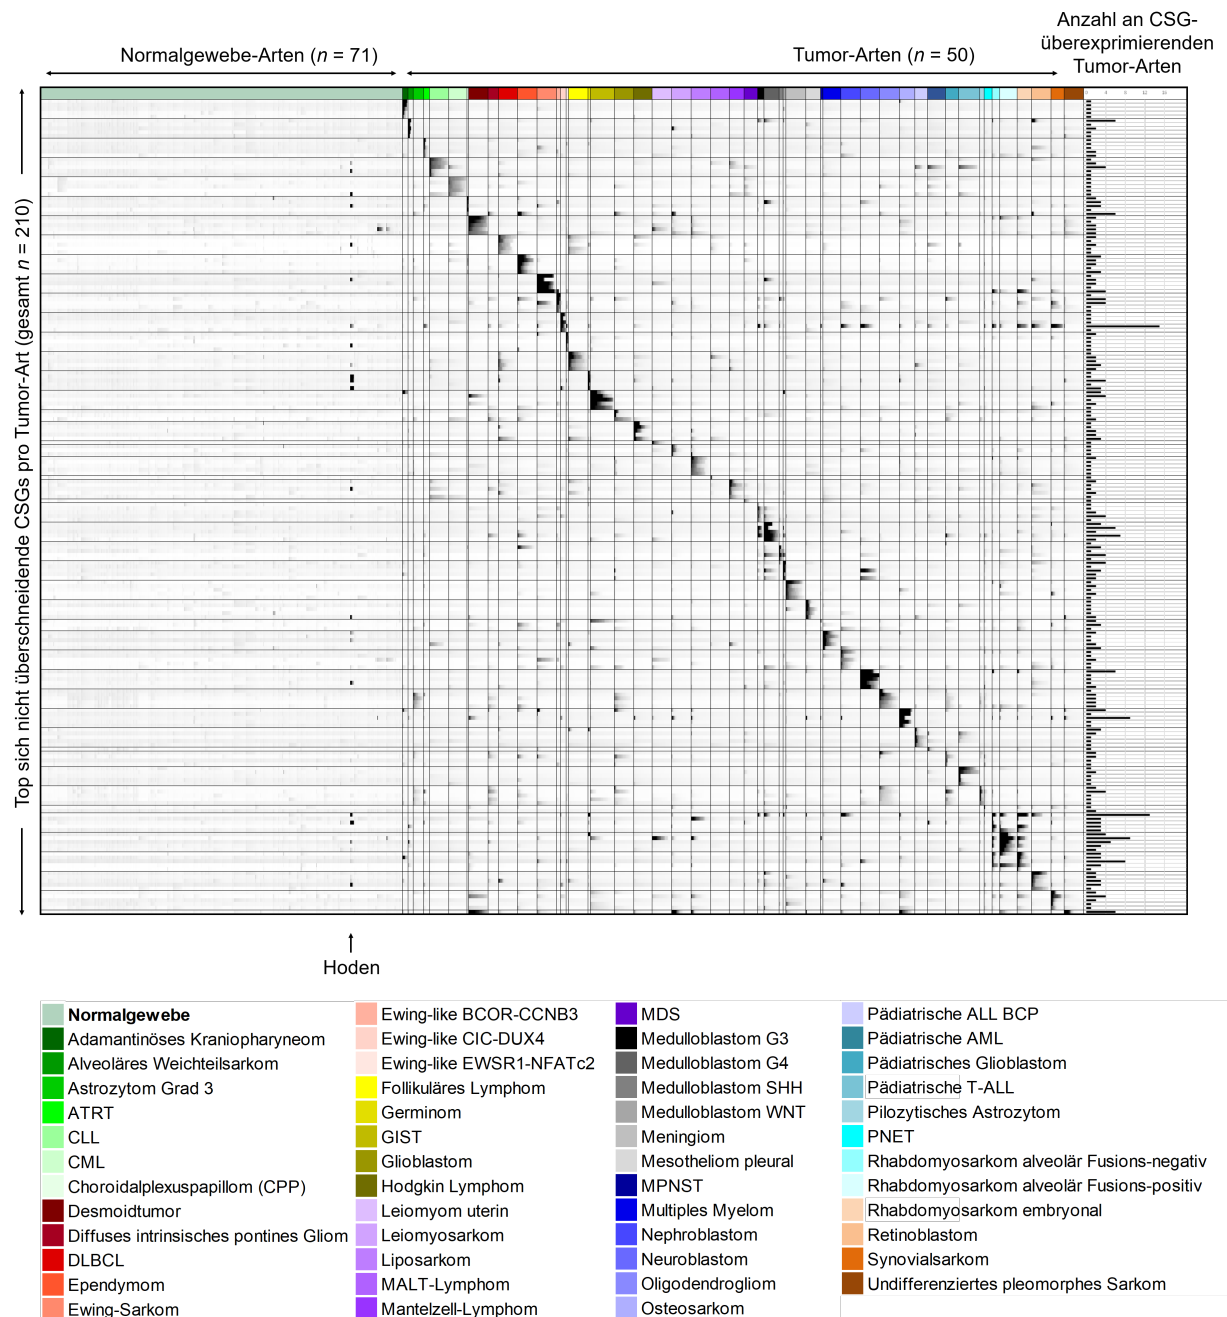 Anzahl an CSG-
überexprimierenden
Tumor-Arten
Normalgewebe-Arten (n = 71)
Tumor-Arten (n = 50)
Top sich nicht überschneidende CSGs pro Tumor-Art (gesamt n = 210)
Hoden
Normalgewebe
Adamantinöses Kraniopharyneom
Alveoläres Weichteilsarkom
Astrozytom Grad 3
ATRT
CLL
CML
Choroidalplexuspapillom (CPP)
Desmoidtumor
Diffuses intrinsisches pontines Gliom
DLBCL
Ependymom
Ewing-Sarkom
Ewing-like BCOR-CCNB3
Ewing-like CIC-DUX4
Ewing-like EWSR1-NFATc2
Follikuläres Lymphom
Germinom
GIST
Glioblastom
Hodgkin Lymphom
Leiomyom uterin
Leiomyosarkom
Liposarkom
MALT-Lymphom
Mantelzell-Lymphom
MDS
Medulloblastom G3
Medulloblastom G4
Medulloblastom SHH
Medulloblastom WNT
Meningiom
Mesotheliom pleural
MPNST
Multiples Myelom
Nephroblastom
Neuroblastom
Oligodendrogliom
Osteosarkom
Pädiatrische ALL BCP
Pädiatrische AML
Pädiatrisches Glioblastom
Pädiatrische T-ALL
Pilozytisches Astrozytom
PNET
Rhabdomyosarkom alveolär Fusions-negativ
Rhabdomyosarkom alveolär Fusions-positiv
Rhabdomyosarkom embryonal
Retinoblastom
Synovialsarkom
Undifferenziertes pleomorphes Sarkom